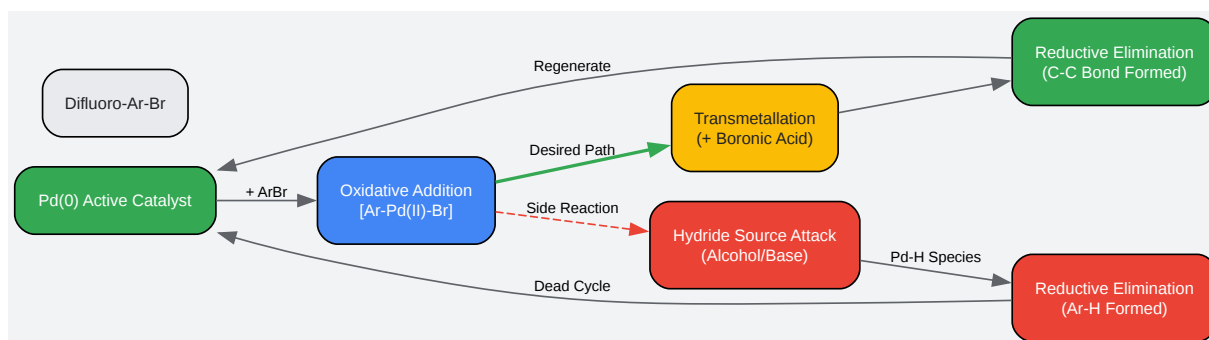 Difluoro-Ar-Br
Pd(0) Active Catalyst
+ ArBr
Oxidative Addition
[Ar-Pd(II)-Br]
Regenerate
Desired Path
Side Reaction
Dead Cycle
Transmetallation
(+ Boronic Acid)
Hydride Source Attack
(Alcohol/Base)
Pd-H Species
Reductive Elimination
(C-C Bond Formed)
Reductive Elimination
(Ar-H Formed)